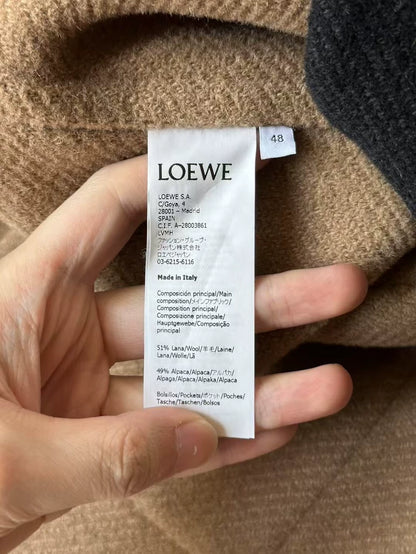 48
LOEWE
LOEWE S.A.
C/Goya, 4
28001 – Madrid
SPAIN
C.I.F. A-28003861
LVMH
ファッション・グループ・
ジャパン株式会社
ロエベジャパン
03-6215-6116
Made in Italy
Composición principal/Main
composition/メインファブリック/
Composition principal/
Composizione principale/
Hauptgewebe/Composição
principal
51% Lana/Wool/羊毛/Laine/
Lana/Wolle/Lã
49% Alpaca/Alpaca/アルパカ/
Alpaga/Alpaca/Alpaka/Alpaca
Bolsillos/Pockets/ポケット/Poches/
Tasche/Taschen/Bolsos